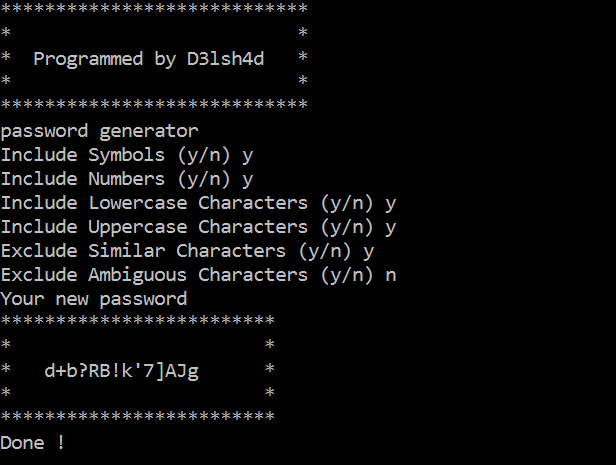 ****************************
*                          *
*  Programmed by D3lsh4d   *
*                          *
****************************
password generator
Include Symbols (y/n) y
Include Numbers (y/n) y
Include Lowercase Characters (y/n) y
Include Uppercase Characters (y/n) y
Exclude Similar Characters (y/n) y
Exclude Ambiguous Characters (y/n) n
Your new password
*************************
*                       *
*   d+b?RB!k'7]AJg      *
*                       *
*************************
Done !